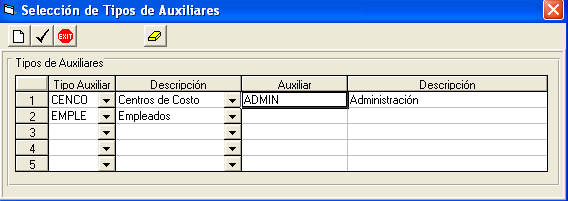 Selección de Tipos de Auxiliares
EXIT
Tipos de Auxiliares
Tipo Auxiliar Descripción Auxiliar Descripción
1 CENCO Centros de Costo ADMIN Administración
2 EMPLE Empleados
3
4
5